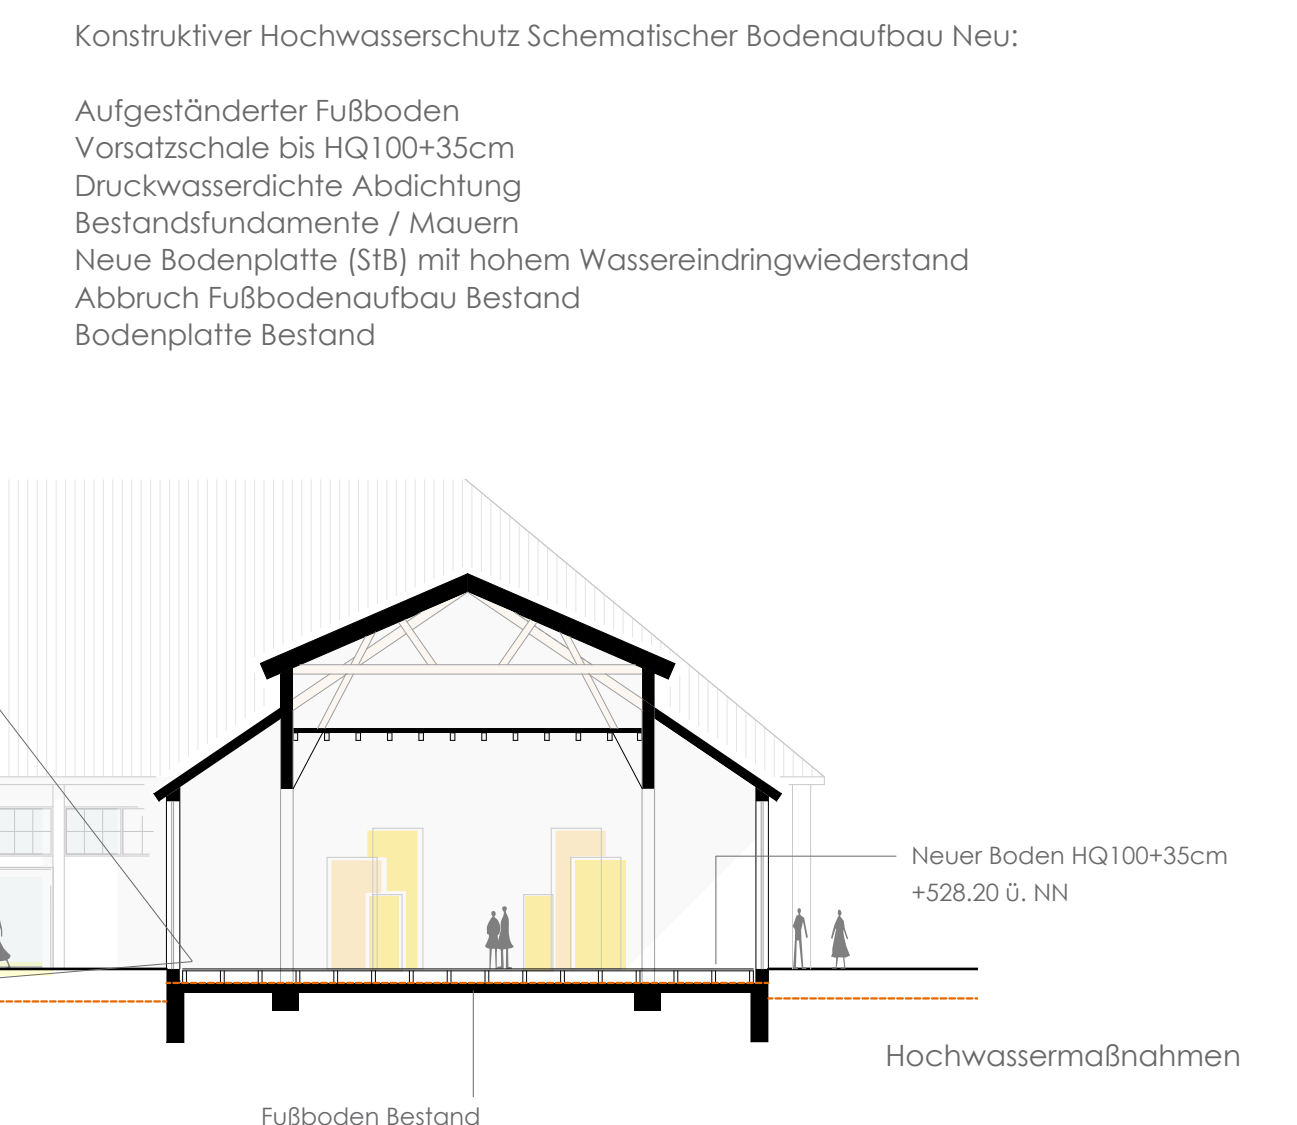 Konstruktiver Hochwasserschutz Schematischer Bodenaufbau Neu:
Aufgeständerter Fußboden
Vorsatzschale bis HQ100+35cm
Druckwasserdichte Abdichtung
Bestandsfundamente / Mauern
Neue Bodenplatte (StB) mit hohem Wassereindringwiederstand
Abbruch Fußbodenaufbau Bestand
Bodenplatte Bestand
Neuer Boden HQ100+35cm
+528.20 ü. NN
Hochwassermaßnahmen
Fußboden Bestand